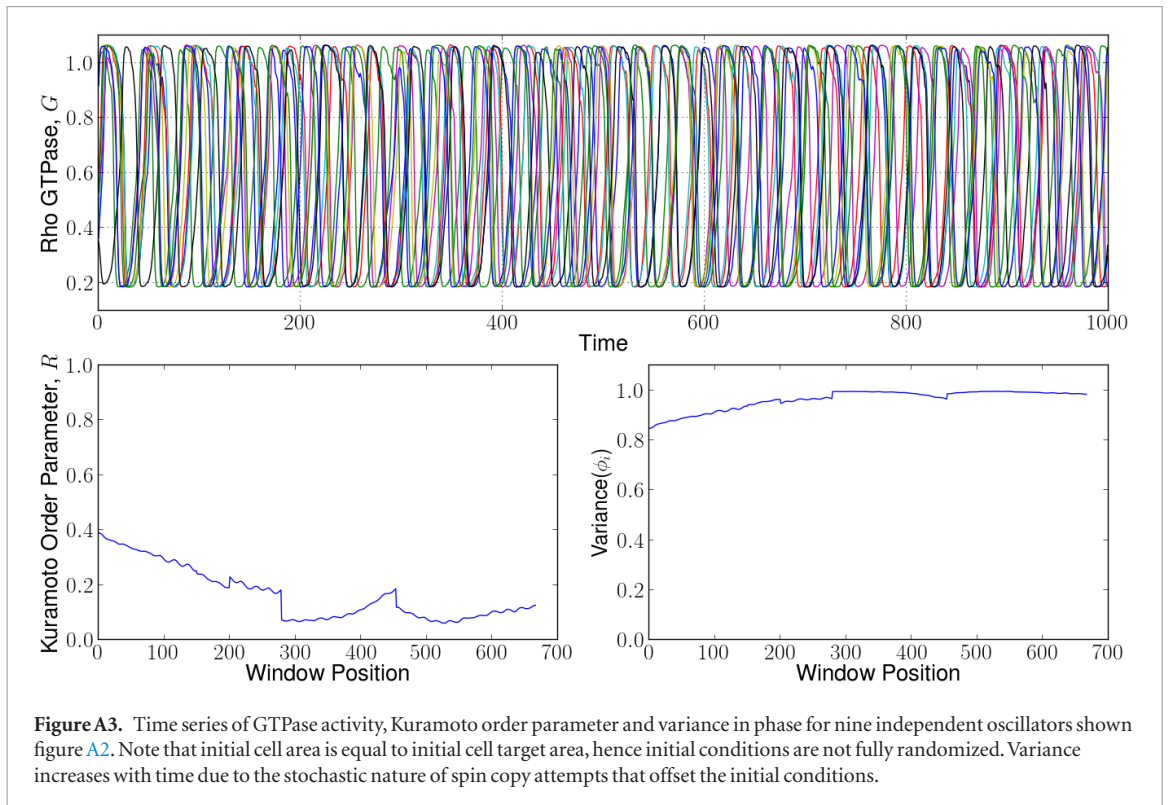 Rho GTPase, G
1.0
0.8
0.6
0.4
0.2
0 200 400 600 800 1000
Time
Kuramoto Order Parameter, R
1.0
0.8
0.6
0.4
0.2
0.0
0 100 200 300 400 500 600 700
Window Position
Variance(ϕᵢ)
1.0
0.8
0.6
0.4
0.2
0.0
0 100 200 300 400 500 600 700
Window Position
Figure A3. Time series of GTPase activity, Kuramoto order parameter and variance in phase for nine independent oscillators shown
figure A2. Note that initial cell area is equal to initial cell target area, hence initial conditions are not fully randomized. Variance
increases with time due to the stochastic nature of spin copy attempts that offset the initial conditions.